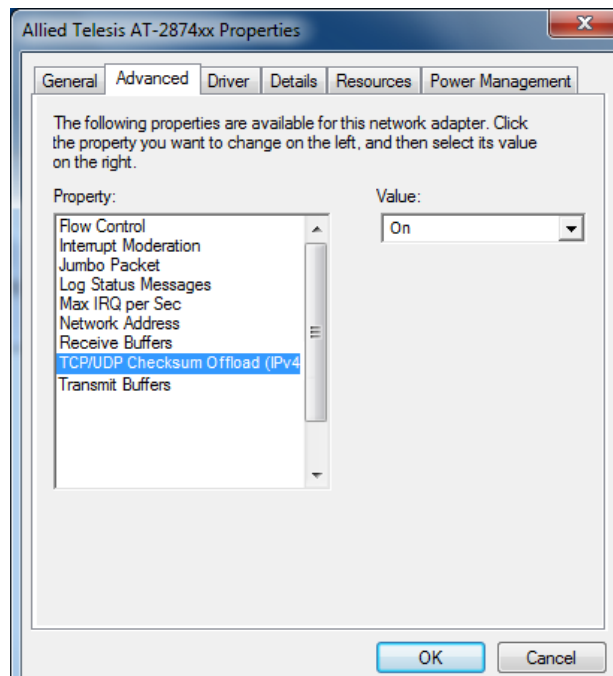 Allied Telesis AT-2874xx Properties
General Advanced Driver Details Resources Power Management
The following properties are available for this network adapter. Click
the property you want to change on the left, and then select its value
on the right.
Property:
Value:
Flow Control
Interrupt Moderation
Jumbo Packet
Log Status Messages
Max IRQ per Sec
Network Address
Receive Buffers
TCP/UDP Checksum Offload (IPv4
Transmit Buffers
On
OK
Cancel